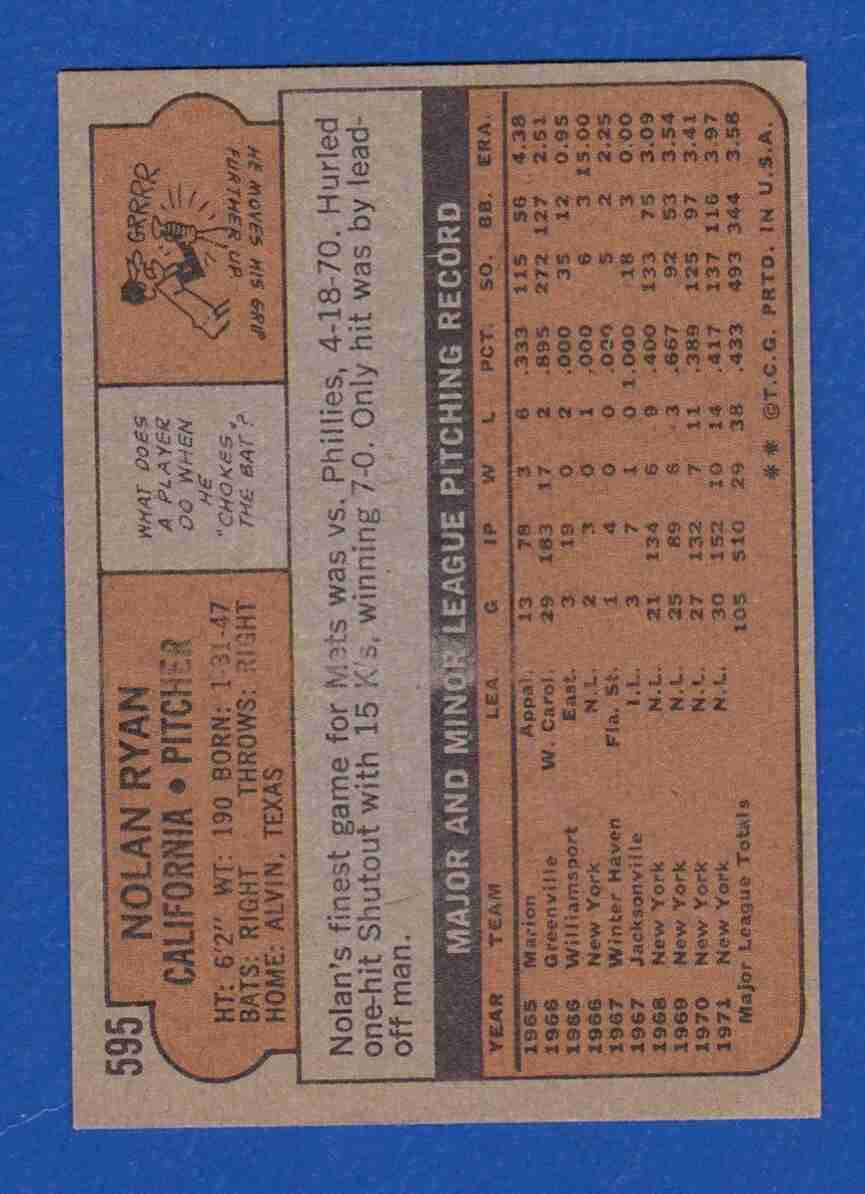 595
NOLAN RYAN
CALIFORNIA • PITCHER
HT: 6'2" WT: 190 BORN: 1-31-47
BATS: RIGHT THROWS: RIGHT
HOME: ALVIN, TEXAS
WHAT DOES
A PLAYER
DO WHEN
HE
"CHOKES"
THE BAT?
GRRRR
HE MOVES HIS GRIP
FURTHER UP
Nolan's finest game for Mets was vs. Phillies, 4-18-70. Hurled
one-hit Shutout with 15 K's, winning 7-0. Only hit was by lead-
off man.
MAJOR AND MINOR LEAGUE PITCHING RECORD
YEAR TEAM LEA. G IP W L PCT. SO. BB. ERA.
1965 Marion Appal. 13 78 3 6 .333 115 56 4.38
1966 Greenville W. Carol. 29 183 17 2 .895 272 127 2.51
1966 Williamsport East. 3 19 0 2 .000 35 12 0.95
1966 New York N.L. 2 3 0 1 .000 6 3 15.00
1967 Winter Haven Fla. St. 1 4 0 0 .000 5 2 2.25
1967 Jacksonville I.L. 3 7 1 0 1.000 18 3 0.00
1968 New York N.L. 21 134 6 9 .400 133 75 3.09
1969 New York N.L. 25 89 6 3 .667 92 53 3.54
1970 New York N.L. 27 132 7 11 .389 125 97 3.41
1971 New York N.L. 30 152 10 14 .417 137 116 3.97
Major League Totals 105 510 29 38 .433 493 344 3.58
** ©T.C.G. PRTD. IN U.S.A.